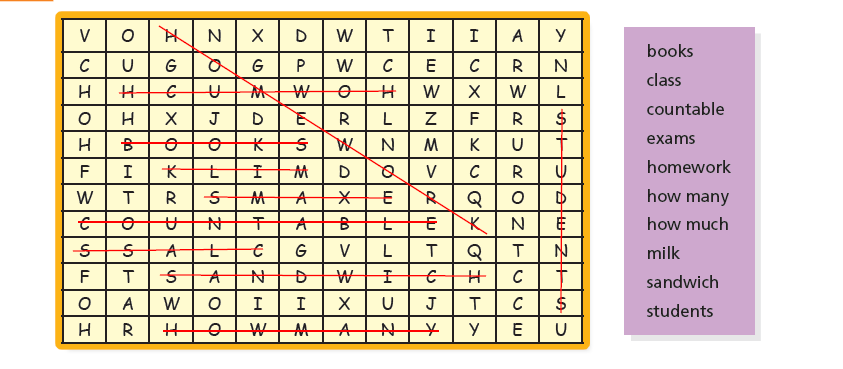 V O H N X D W T I I A Y
C U G O G P W C E C R N
H H C U M W O H W X W L
O H X J D E R L Z F R S
H B O O K S W N M K U T
F I K L I M D O V C R U
W T R S M A X E R Q O D
C O U N T A B L E K N E
S S A L C G V L T Q T N
F T S A N D W I C H C T
O A W O I I X U J T C S
H R H O W M A N Y Y E U
books
class
countable
exams
homework
how many
how much
milk
sandwich
students